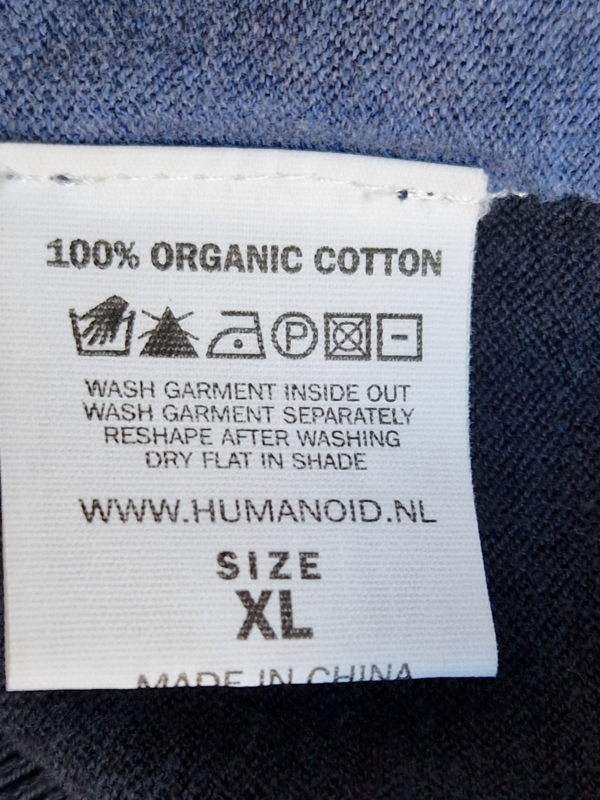 100% ORGANIC COTTON
P
WASH GARMENT INSIDE OUT
WASH GARMENT SEPARATELY
RESHAPE AFTER WASHING
DRY FLAT IN SHADE
WWW.HUMANOID.NL
SIZE
XL
MADE IN CHINA